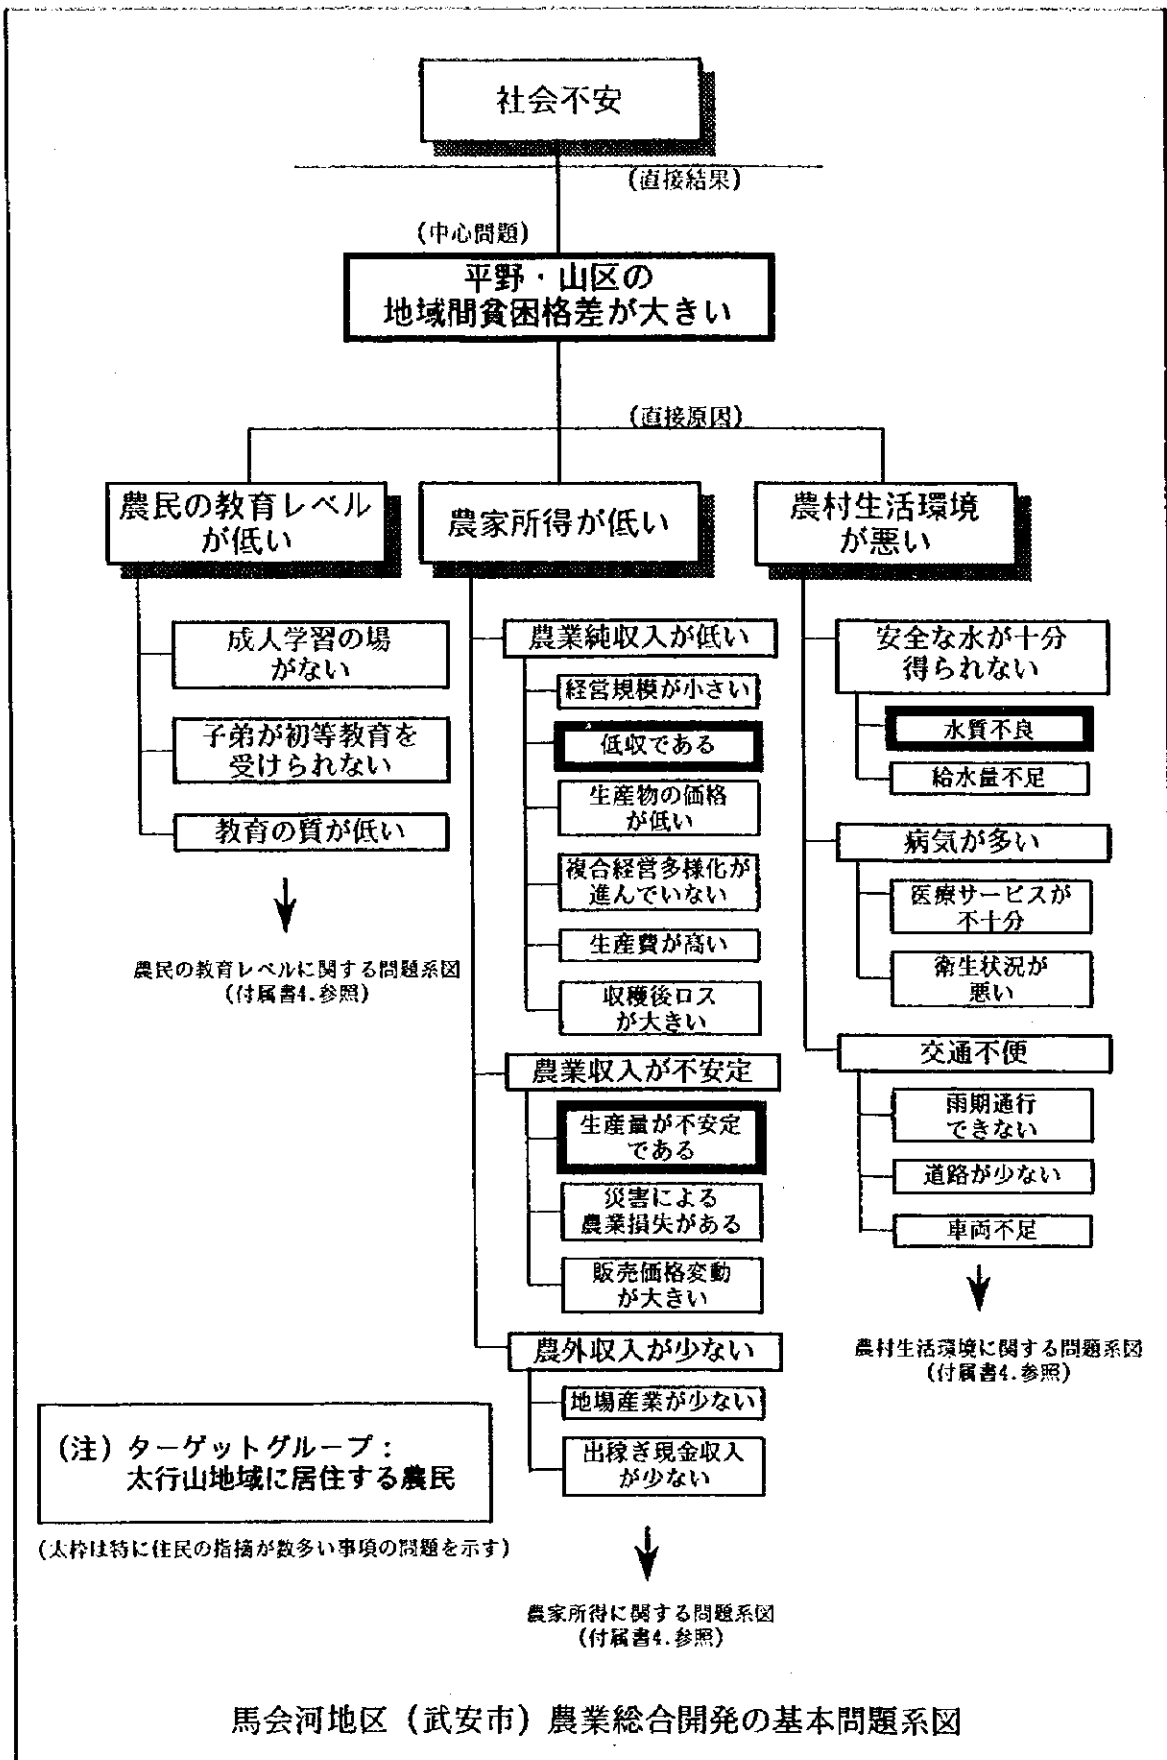 社会不安
(直接結果)
(中心問題)
平野・山区の
地域間貧困格差が大きい
(直接原因)
農民の教育レベル
が低い
成人学習の場
がない
子弟が初等教育を
受けられない
教育の質が低い
農民の教育レベルに関する問題系図
(付属書4.参照)
農家所得が低い
農業純収入が低い
経営規模が小さい
低収である
生産物の価格
が低い
複合経営多様化が
進んでいない
生産費が高い
収穫後ロス
が大きい
農業収入が不安定
生産量が不安定
である
災害による
農業損失がある
販売価格変動
が大きい
農外収入が少ない
地場産業が少ない
出稼ぎ現金収入
が少ない
農家所得に関する問題系図
(付属書4.参照)
農村生活環境
が悪い
安全な水が十分
得られない
水質不良
給水量不足
病気が多い
医療サービスが
不十分
衛生状況が
悪い
交通不便
雨期通行
できない
道路が少ない
車両不足
農村生活環境に関する問題系図
(付属書4.参照)
(注) ターゲットグループ:
太行山地域に居住する農民
(太枠は特に住民の指摘が数多い事項の問題を示す)
馬会河地区(武安市)農業総合開発の基本問題系図